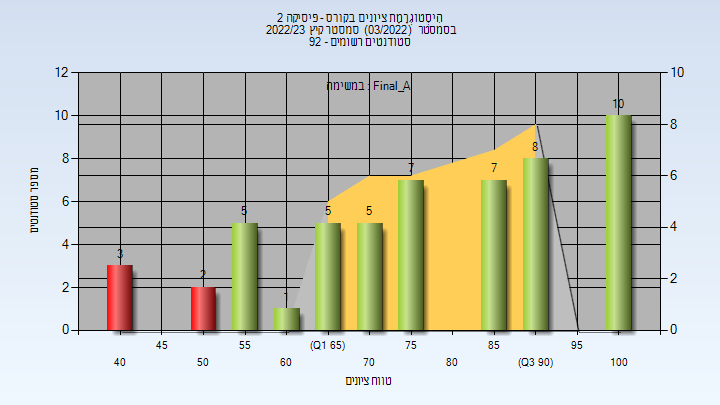 היסטוגרמת ציונים בקורס - פיסיקה 2
בסמסטר (03/2022) סמסטר קיץ 2022/23
סטודנטים רשומים - 92
במשימה : Final_A
מספר סטודנטים
12 10 8 6 4 2 0
10 8 6 4 2 0
3 2 5 1 5 5 7 7 8 10
45 55 (Q1 65) 75 85 95
40 50 60 70 80 (Q3 90) 100
טווח ציונים